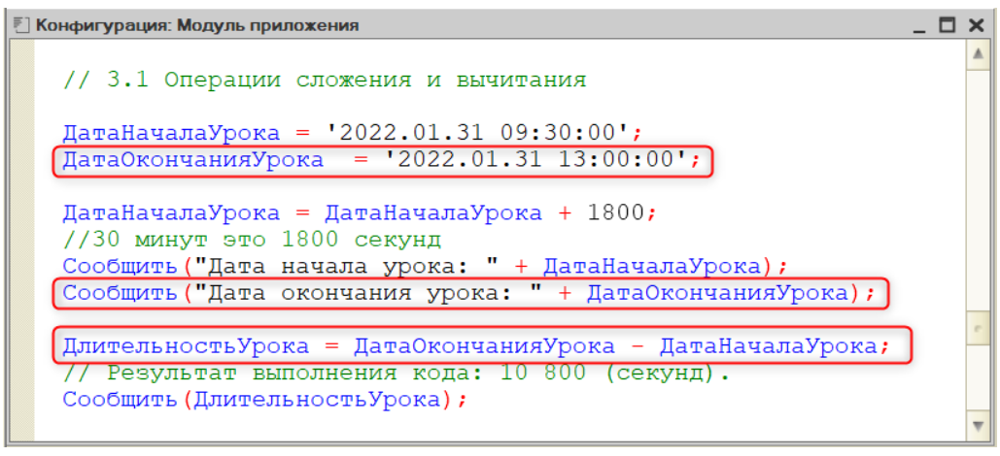 Конфигурация: Модуль приложения
// 3.1 Операции сложения и вычитания
ДатаНачалаУрока = '2022.01.31 09:30:00';
ДатаОкончанияУрока  = '2022.01.31 13:00:00';
ДатаНачалаУрока = ДатаНачалаУрока + 1800;
//30 минут это 1800 секунд
Сообщить("Дата начала урока: " + ДатаНачалаУрока);
Сообщить("Дата окончания урока: " + ДатаОкончанияУрока);
ДлительностьУрока = ДатаОкончанияУрока - ДатаНачалаУрока;
// Результат выполнения кода: 10 800 (секунд).
Сообщить(ДлительностьУрока);